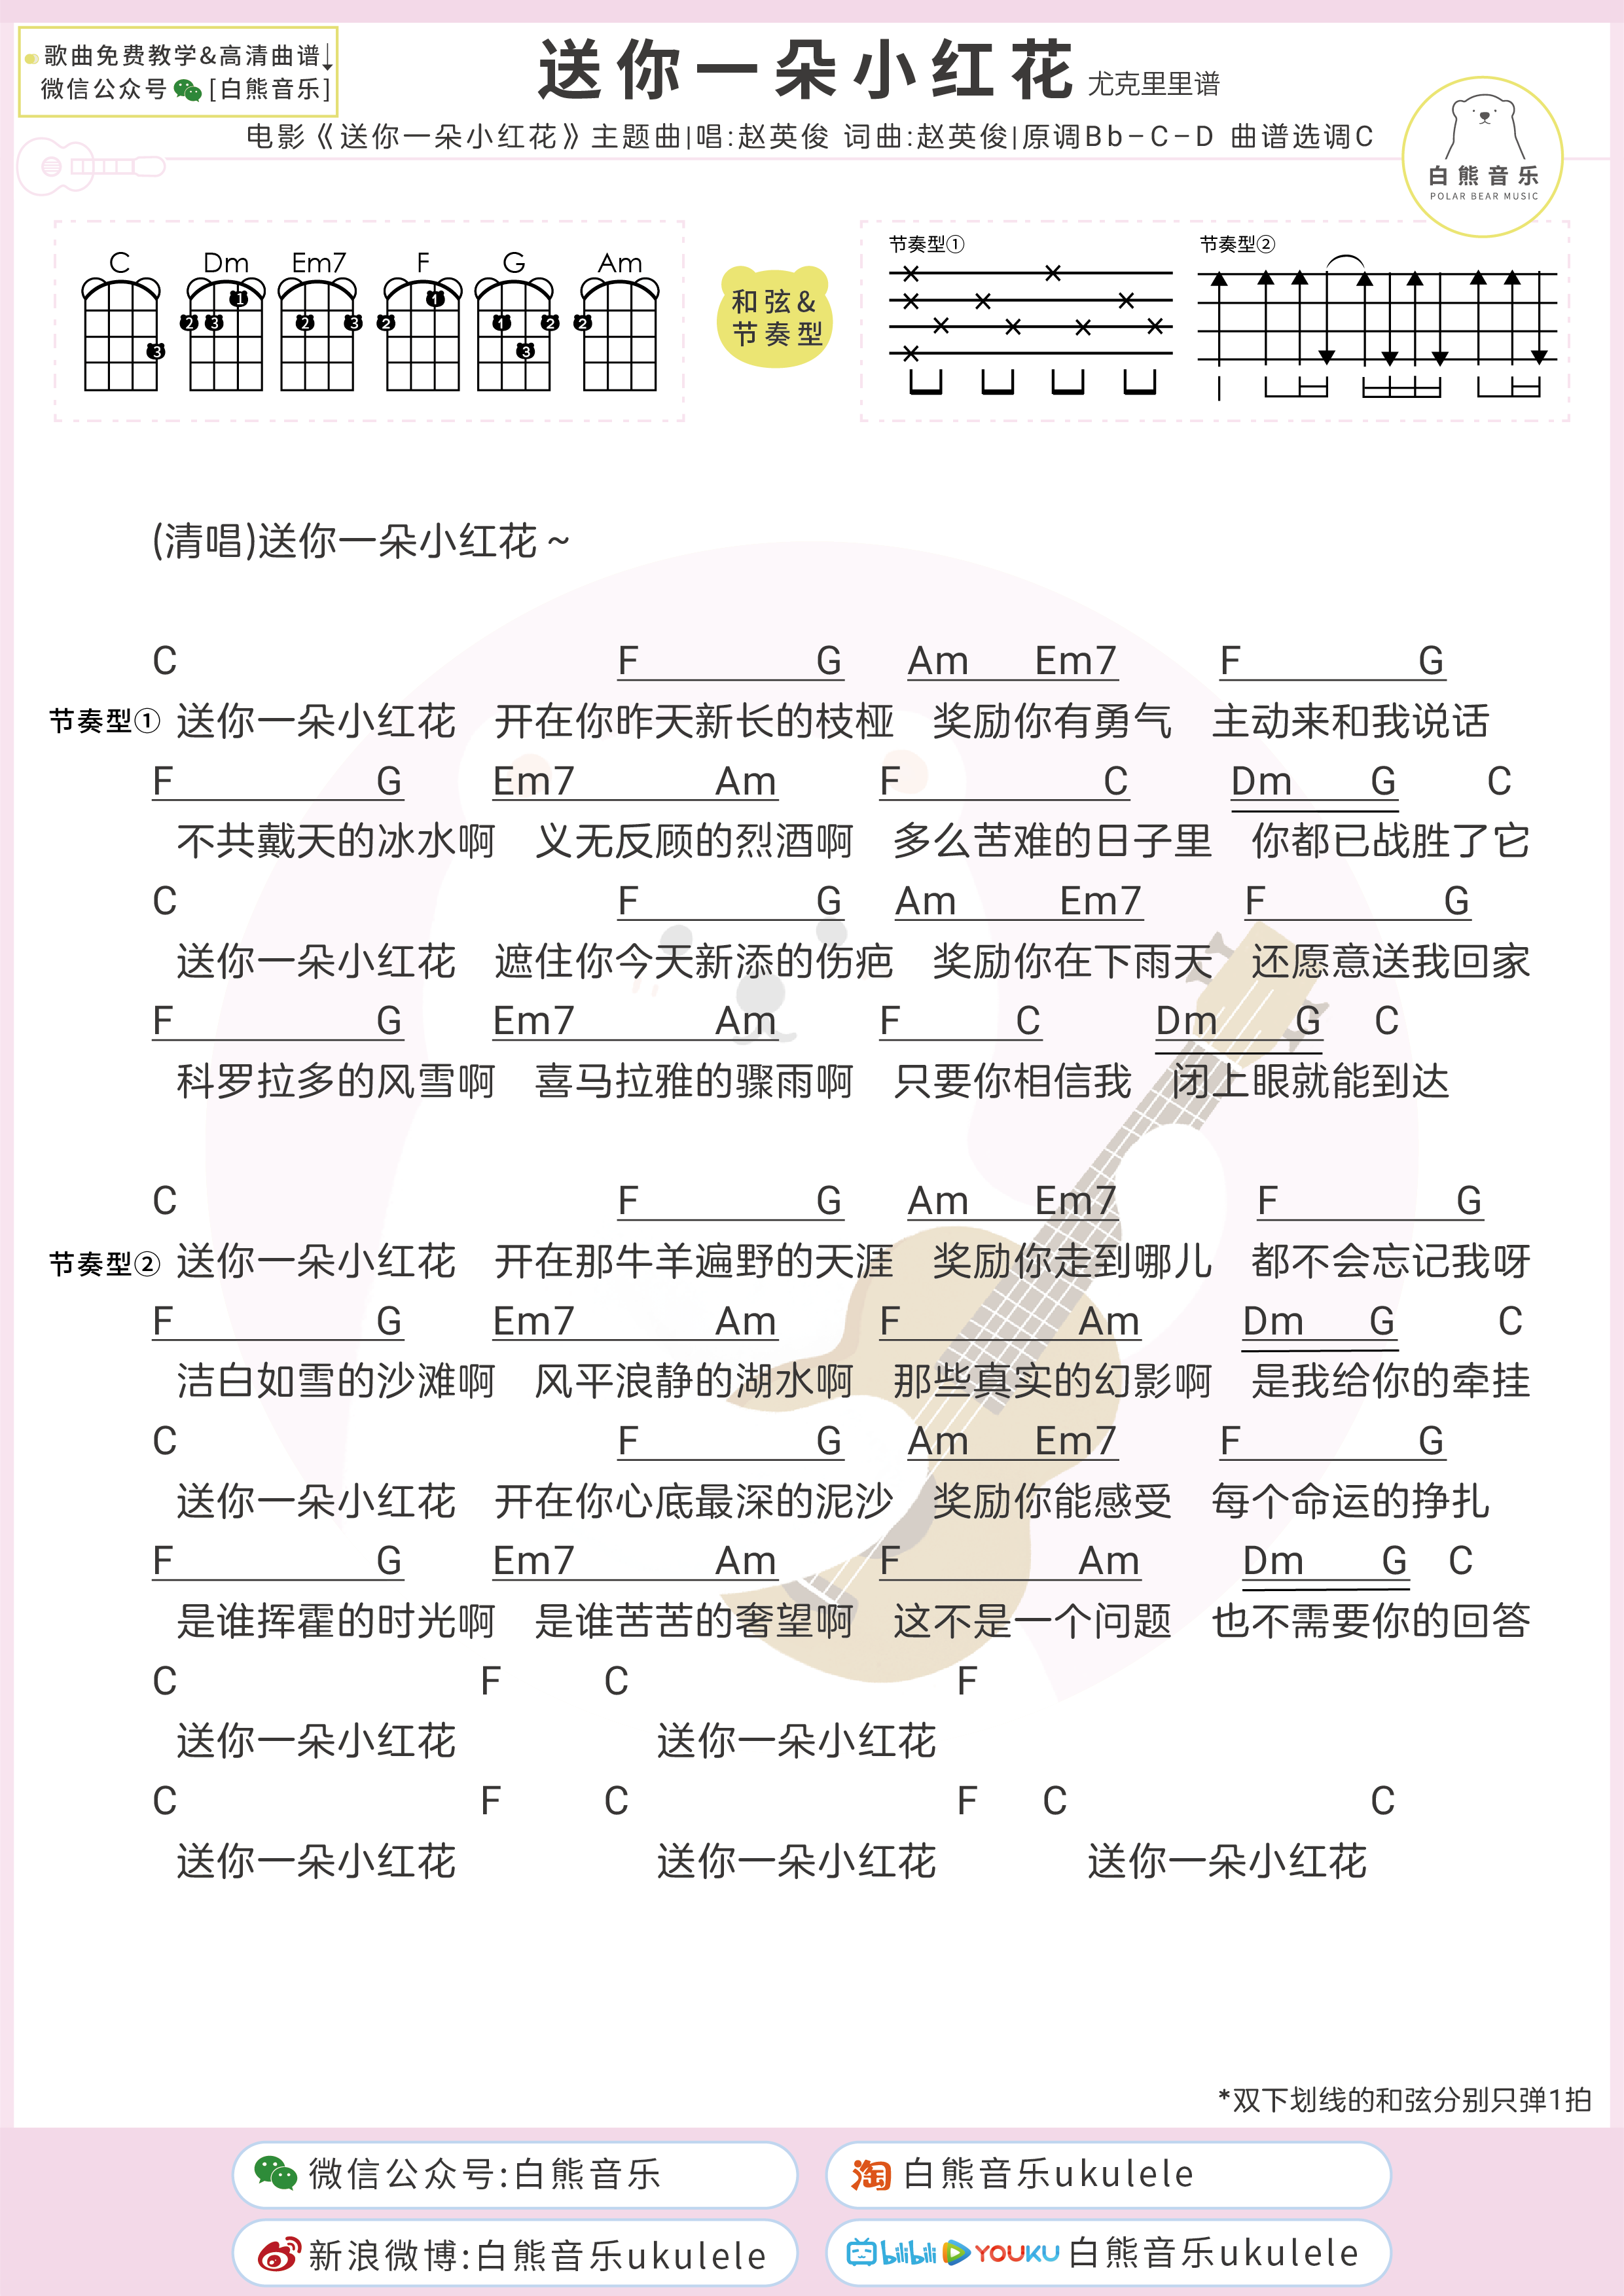 歌曲免费教学&高清曲谱
微信公众号 [白熊音乐]
送你一朵小红花 尤克里里谱
电影《送你一朵小红花》主题曲|唱:赵英俊 词曲:赵英俊|原调Bb-C-D 曲谱选调C
白熊音乐
POLAR BEAR MUSIC
C Dm Em7 F G Am
1
2 3
2 3
1
2
1 2
3
2
3
和弦&
节奏型
节奏型① 节奏型②
(清唱)送你一朵小红花 ~
C F G Am Em7 F G
节奏型① 送你一朵小红花 开在你昨天新长的枝桠 奖励你有勇气 主动来和我说话
F G Em7 Am F C Dm G C
不共戴天的冰水啊 义无反顾的烈酒啊 多么苦难的日子里 你都已战胜了它
C F G Am Em7 F G
送你一朵小红花 遮住你今天新添的伤疤 奖励你在下雨天 还愿意送我回家
F G Em7 Am F C Dm G C
科罗拉多的风雪啊 喜马拉雅的骤雨啊 只要你相信我 闭上眼就能到达
C F G Am Em7 F G
节奏型② 送你一朵小红花 开在那牛羊遍野的天涯 奖励你走到哪儿 都不会忘记我呀
F G Em7 Am F Am Dm G C
洁白如雪的沙滩啊 风平浪静的湖水啊 那些真实的幻影啊 是我给你的牵挂
C F G Am Em7 F G
送你一朵小红花 开在你心底最深的泥沙 奖励你能感受 每个命运的挣扎
F G Em7 Am F Am Dm G C
是谁挥霍的时光啊 是谁苦苦的奢望啊 这不是一个问题 也不需要你的回答
C F C F
送你一朵小红花 送你一朵小红花
C F C F C C
送你一朵小红花 送你一朵小红花 送你一朵小红花
*双下划线的和弦分别只弹1拍
微信公众号:白熊音乐
淘 白熊音乐ukulele
新浪微博:白熊音乐ukulele
bilibili YOUKU 白熊音乐ukulele